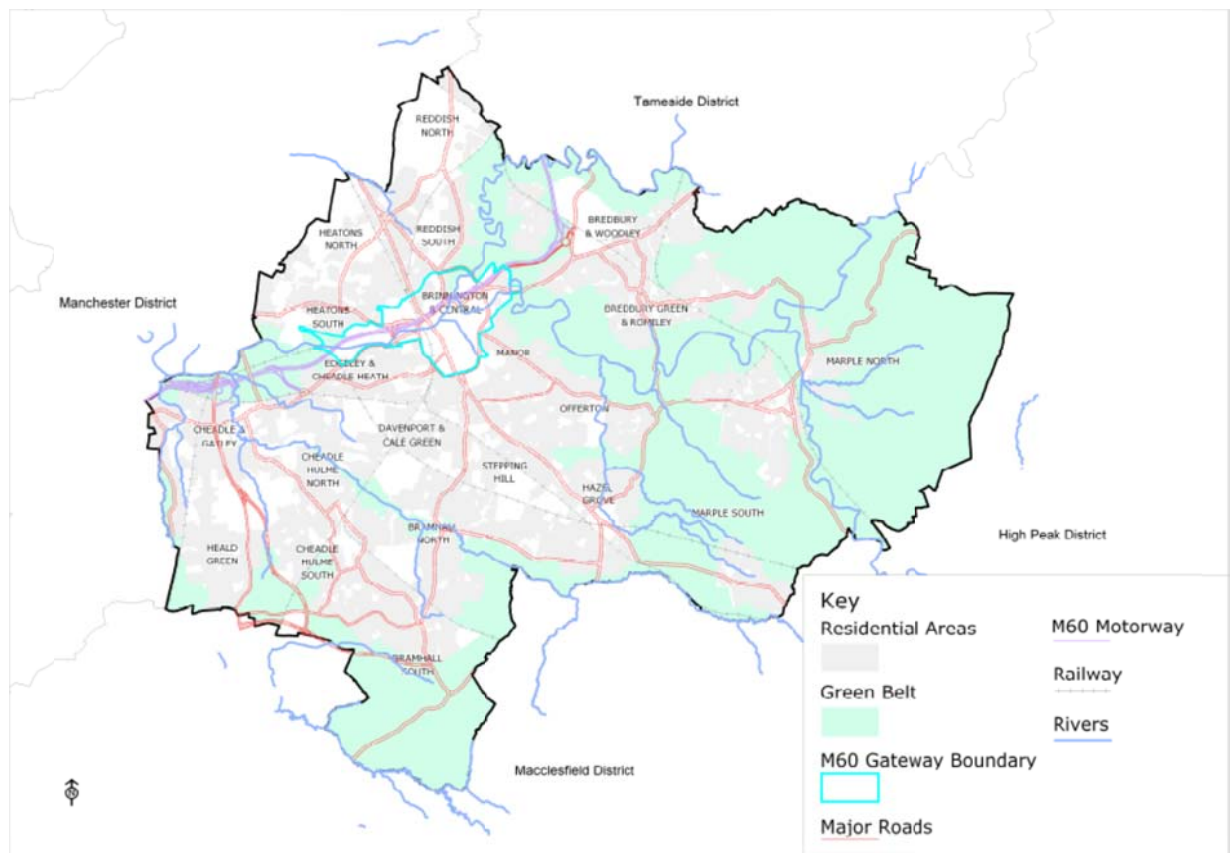 Tameside District
REDDISH
NORTH
BREDBURY
& WOODLEY
REDDISH
SOUTH
HEATONS
NORTH
Manchester District
BRINNINGTON
& CENTRAL
HEATONS
SOUTH
BREDBURY GREEN
& ROMILEY
MANOR
EDGELEY &
CHEADLE HEATH
MARPLE NORTH
OFFERTON
CHEADLE &
GATLEY
DAVENPORT &
CALE GREEN
CHEADLE
HULME
NORTH
STEPPING
HILL
HAZEL
GROVE
MARPLE SOUTH
BRAMHALL
NORTH
High Peak District
HEALD
GREEN
CHEADLE
HULME
SOUTH
BRAMHALL
SOUTH
Macclesfield District
N
Key
Residential Areas
Green Belt
M60 Gateway Boundary
Major Roads
M60 Motorway
Railway
Rivers